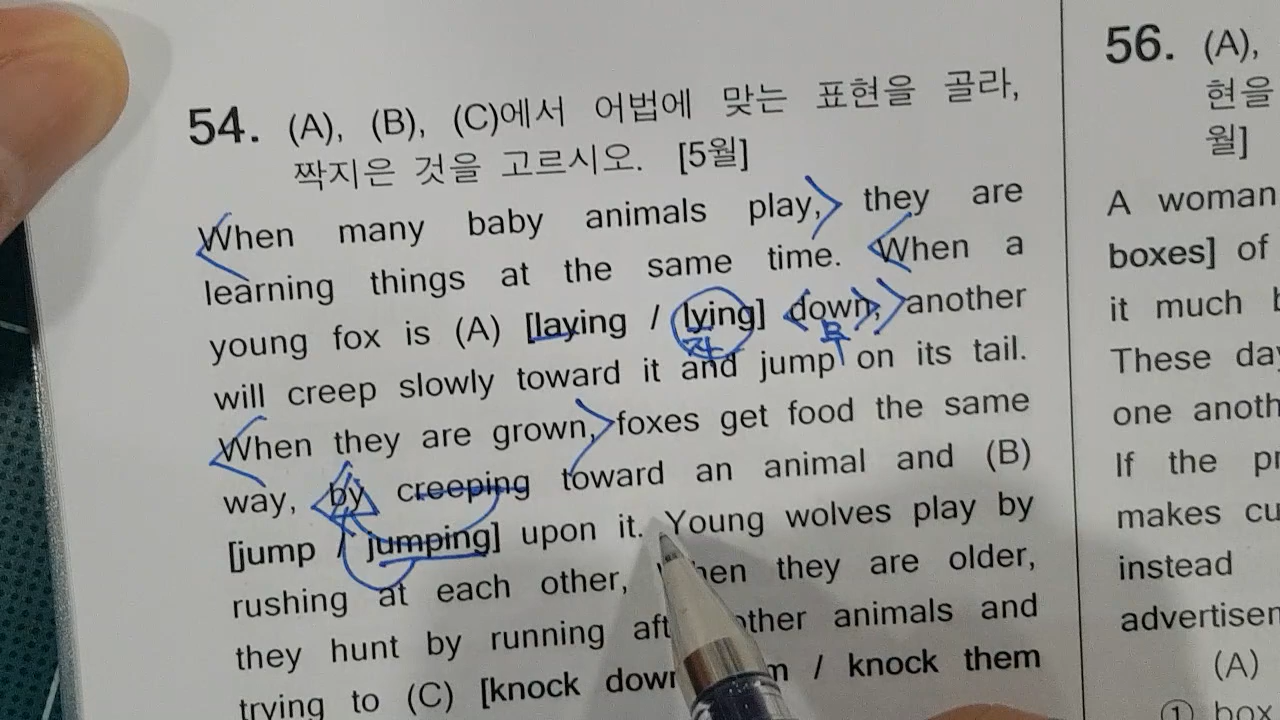 54. (A), (B), (C)에서 어법에 맞는 표현을 골라,
짝지은 것을 고르시오. [5월]
When many baby animals play, they are
learning things at the same time. When a
young fox is (A) [laying / lying] down, another
자
부
will creep slowly toward it and jump on its tail.
When they are grown, foxes get food the same
way, by creeping toward an animal and (B)
[jump / jumping] upon it. Young wolves play by
rushing at each other, when they are older,
they hunt by running other animals and
trying to (C) [knock / knock them
56. (A),
현을
월]
A woman
boxes] of
it much
These
one
If the
makes
instead
(A)
① box